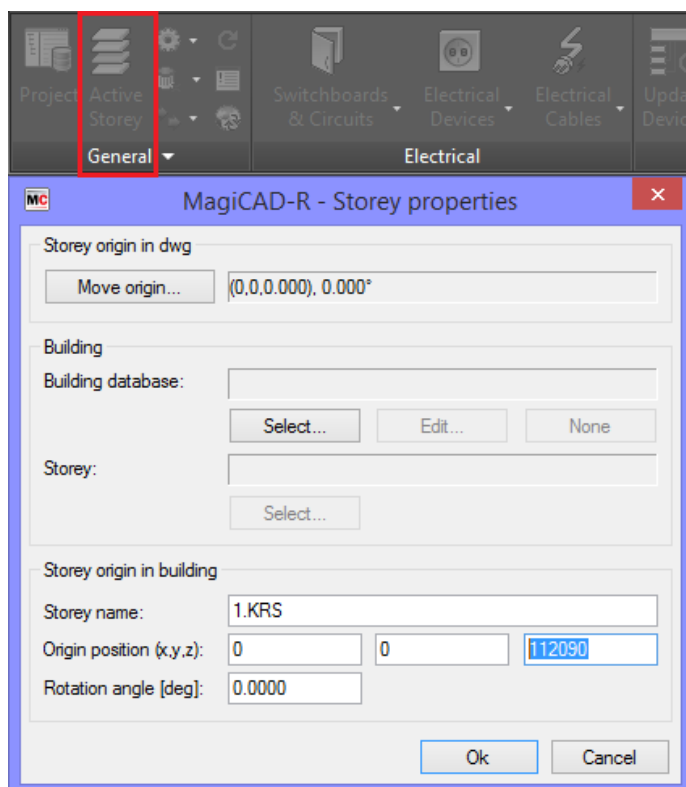 Project Active Storey
Switchboards & Circuits
Electrical Devices
Electrical Cables
General
Electrical
MC MagiCAD-R - Storey properties
Storey origin in dwg
Move origin... (0,0,0.000), 0.000°
Building
Building database:
Select... Edit... None
Storey:
Select...
Storey origin in building
Storey name: 1.KRS
Origin position (x,y,z): 0 0 112090
Rotation angle [deg]: 0.0000
Ok Cancel